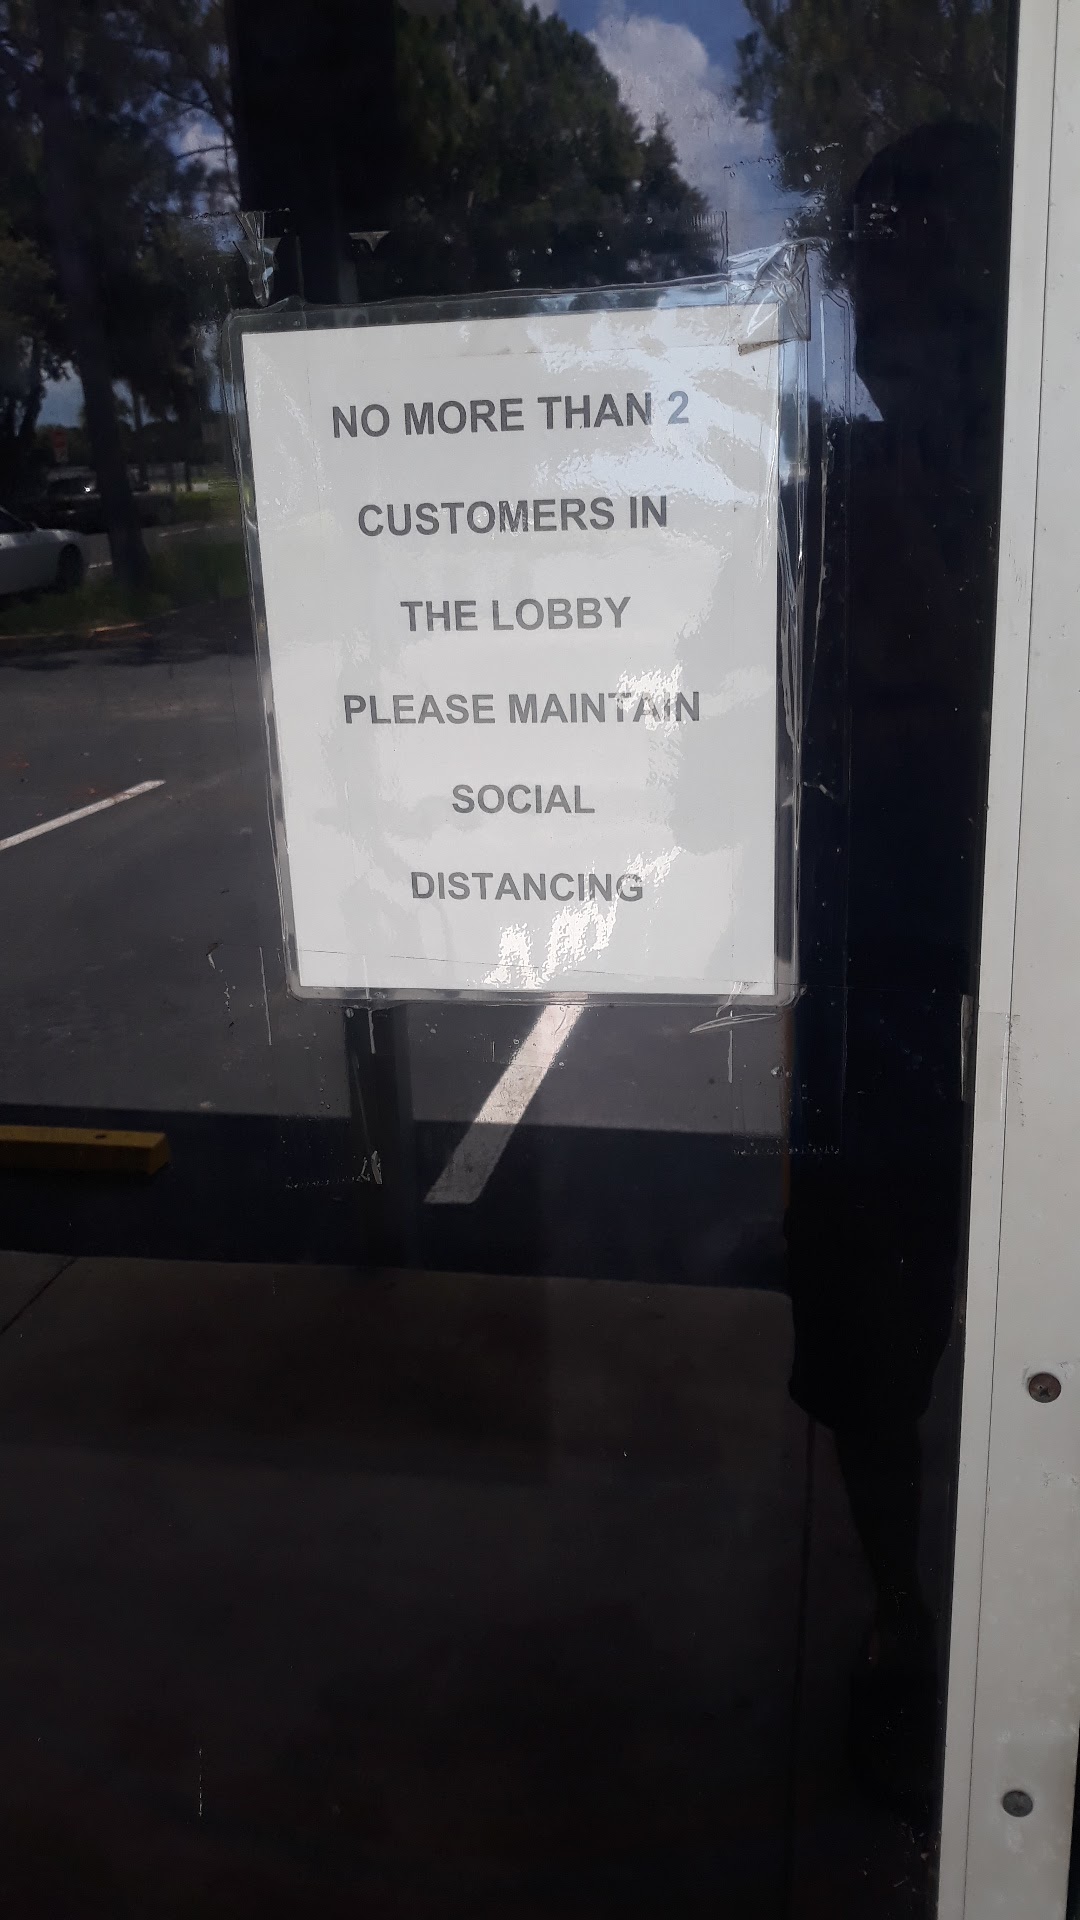 NO MORE THAN 2
CUSTOMERS IN
THE LOBBY
PLEASE MAINTAIN
SOCIAL
DISTANCING